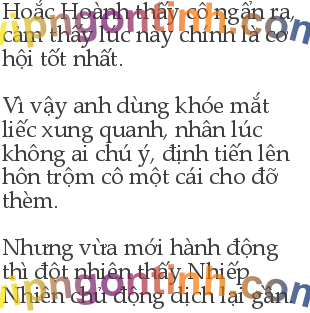 Hoắc Hoành thấy cô ngẩn ra,
cảm thấy lúc này chính là cơ
hội tốt nhất.
Vì vậy anh dùng khóe mắt
liếc xung quanh, nhân lúc
không ai chú ý, định tiến lên
hôn trộm cô một cái cho đỡ
thèm.
Nhưng vừa mới hành động
thì đột nhiên thấy Nhiếp
Nhiên chủ động dịch lại gần.